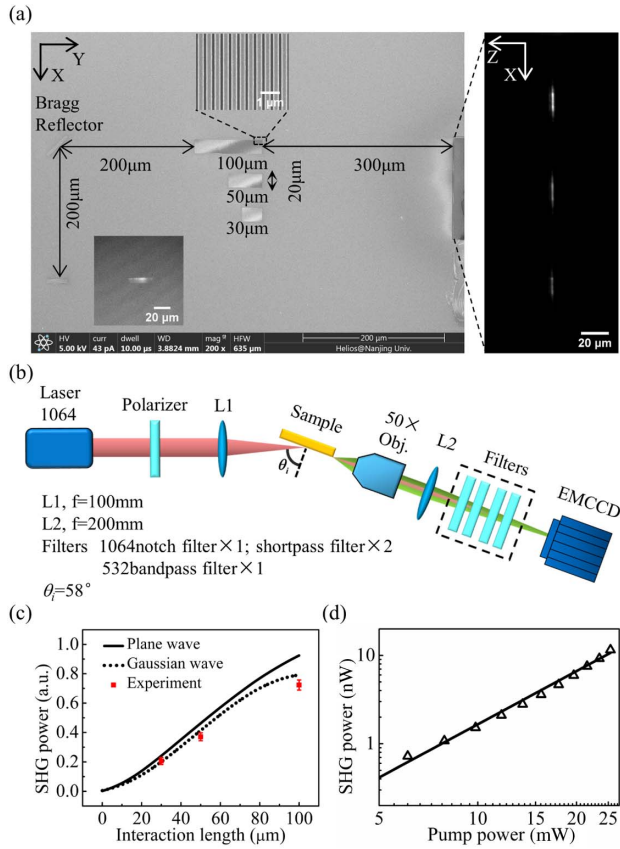 (a)
Y
X
Bragg
Reflector
1 μm
200μm
100μm
300μm
20μm
50μm
30μm
200μm
20 μm
HV curr dwell WD mag HFW
5.00 kV 43 pA 10.00 μs 3.8824 mm 200 x 635 μm
200 μm
Helios@Nanjing Univ.
Z
X
20 μm
(b)
Laser
1064
Polarizer
L1
Sample
50×
Obj.
L2
Filters
EMCCD
θi
L1, f=100mm
L2, f=200mm
Filters 1064notch filter×1; shortpass filter×2
532bandpass filter×1
θi=58°
(c)
SHG power (a.u.)
1.0
0.8
0.6
0.4
0.2
0.0
Plane wave
Gaussian wave
Experiment
0 20 40 60 80 100
Interaction length (μm)
(d)
SHG power (nW)
10
1
5 10 15 20 25
Pump power (mW)